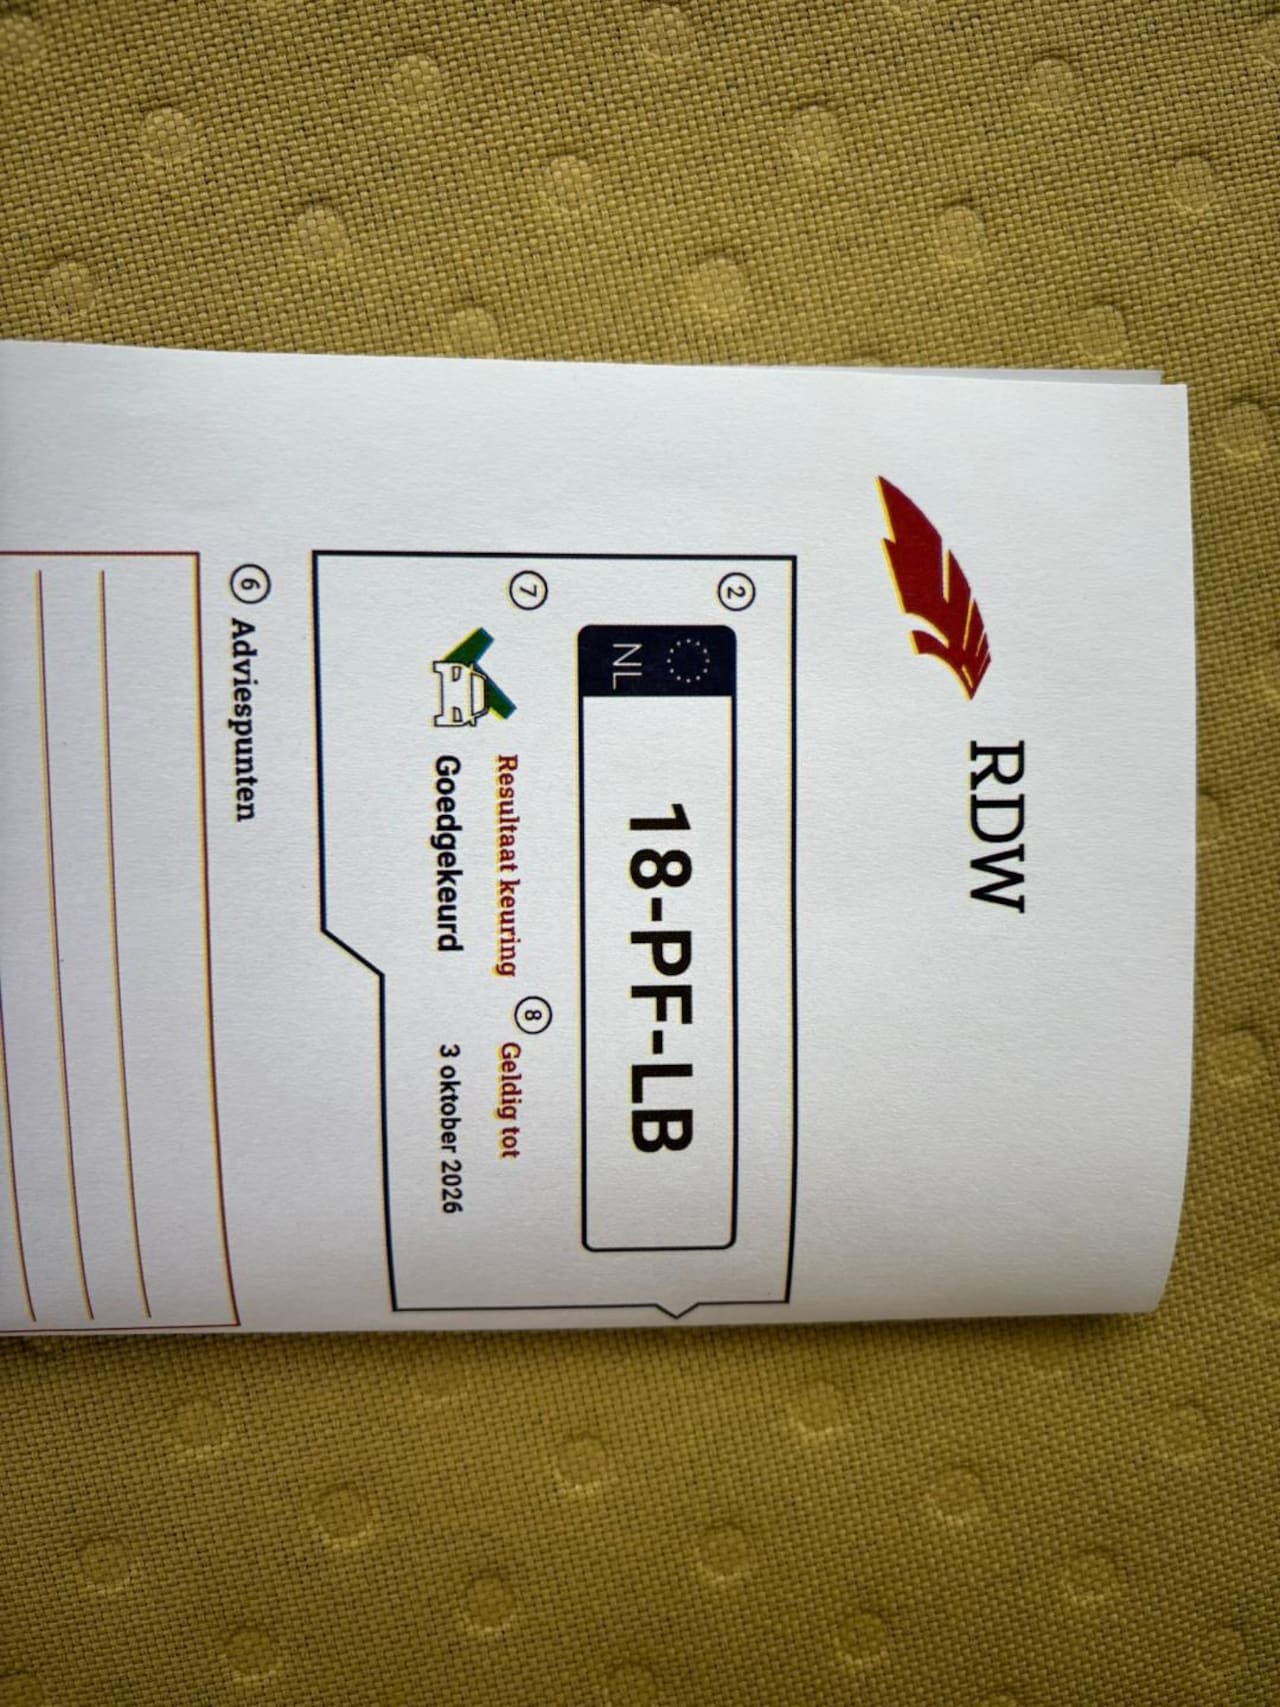 RDW
2
NL
18-PF-LB
7 Resultaat keuring 8 Geldig tot
Goedgekeurd 3 oktober 2026
6 Adviespunten